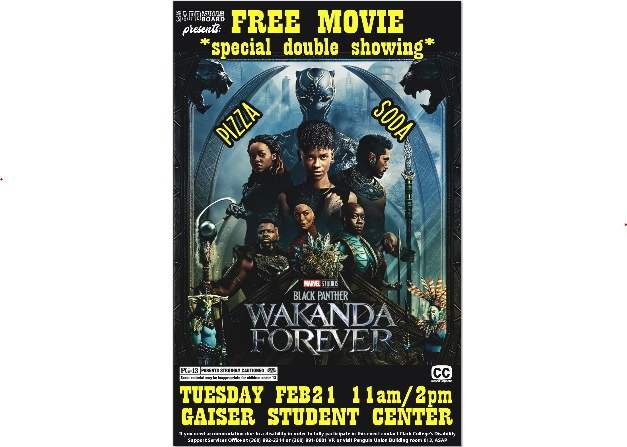 BOARD
presents:
FREE MOVIE
*special double showing*
PIZZA
SODA
MARVEL STUDIOS
BLACK PANTHER
WAKANDA
FOREVER
PG-13 PARENTS STRONGLY CAUTIONED
Some material may be inappropriate for children under 13
CC
TUESDAY FEB21 11am/2pm
GAISER STUDENT CENTER
If you need accommodation due to a disability in order to fully participate in this event contact Clark College's Disability
Support Services Office at (360) 992-2314 or (360) 991-0901 VP, or visit Penguin Union Building room 013, ASAP